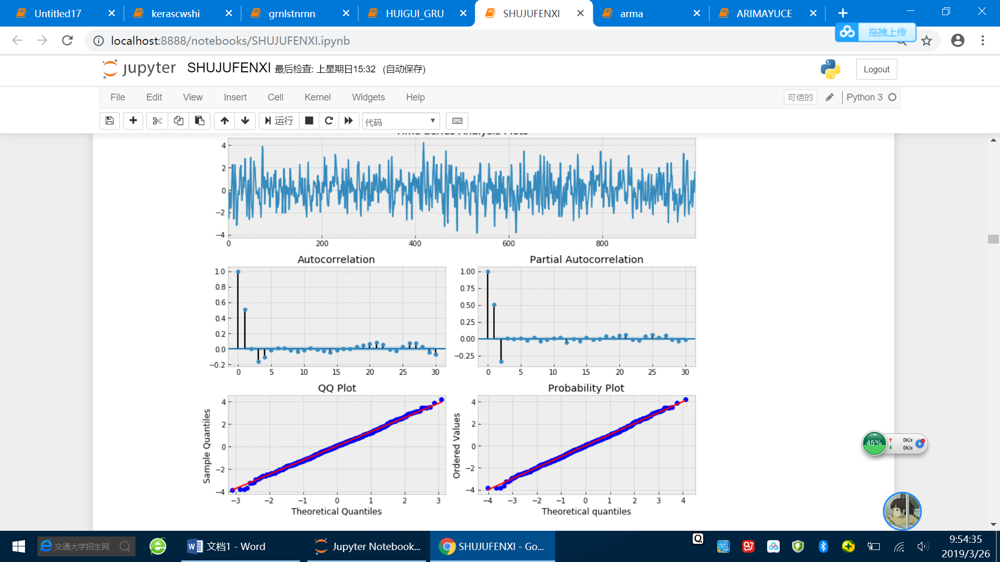 Untitled17
kerascwshi
grnlstnrnn
HUIGUI_GRU
SHUJUFENXI
arma
ARIMAYUCE
localhost:8888/notebooks/SHUJUFENXI.ipynb
拖拽上传
jupyter SHUJUFENXI 最后检查: 上星期日15:32 (自动保存)
Logout
File Edit View Insert Cell Kernel Widgets Help
可信的
Python 3
运行
代码
Time Series Analysis Plots
4
2
0
−2
−4
0 200 400 600 800
Autocorrelation
1.0
0.8
0.6
0.4
0.2
0.0
−0.2
0 5 10 15 20 25 30
Partial Autocorrelation
1.00
0.75
0.50
0.25
0.00
−0.25
0 5 10 15 20 25 30
QQ Plot
Sample Quantiles
4
2
0
−2
−4
−3 −2 −1 0 1 2 3
Theoretical Quantiles
Probability Plot
Ordered Values
4
2
0
−2
−4
−4 −3 −2 −1 0 1 2 3 4
Theoretical quantiles
45%
0K/s
0K/s
交通大学招生网
文档1 - Word
Jupyter Notebook...
SHUJUFENXI - Go...
9:54:35
2019/3/26